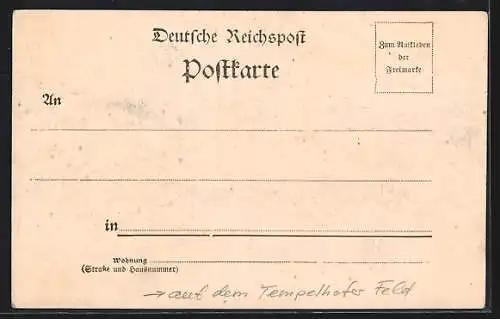 Deutsche Reichspost
Postkarte
Zum Aufkleben
der
Freimarke
An
in
Wohnung
(Straße und Hausnummer)
→ auf dem Tempelhofer Feld